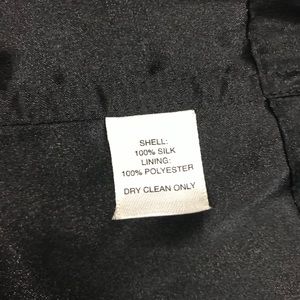 SHELL:
100% SILK
LINING:
100% POLYESTER
DRY CLEAN ONLY